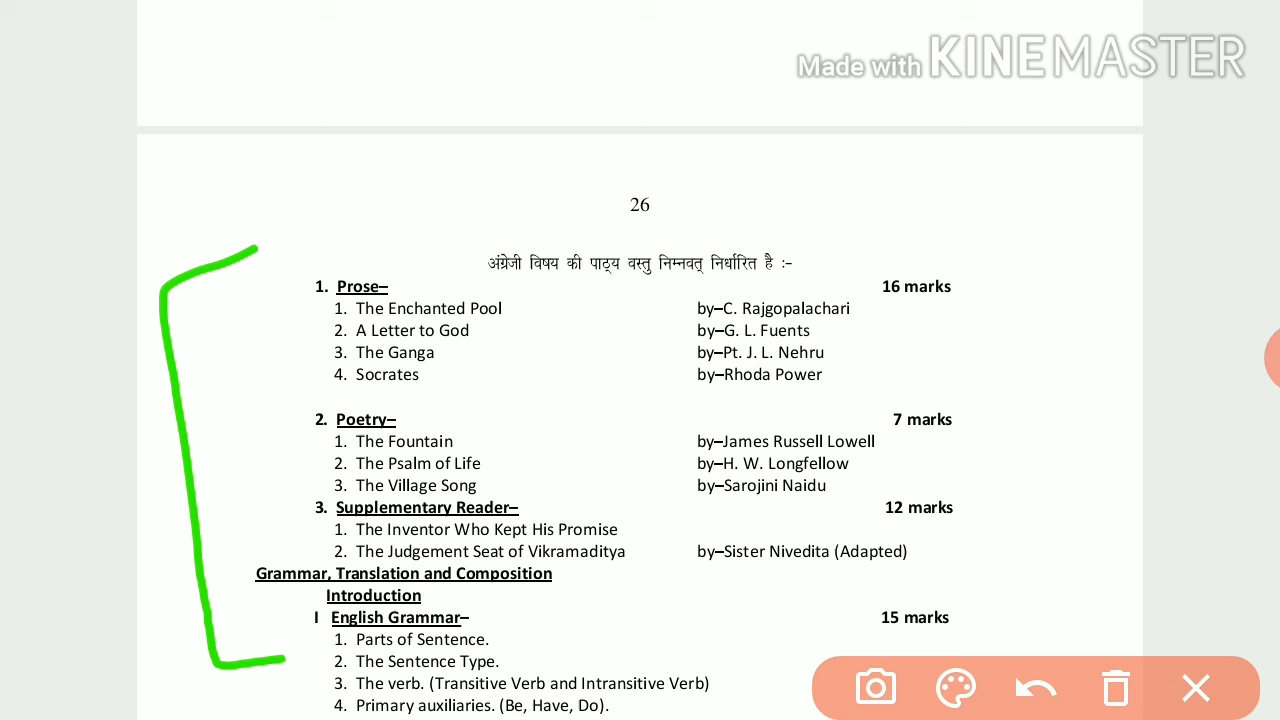 Made with KINEMASTER
26
अंग्रेजी विषय की पाठ्य वस्तु निम्नवत् निर्धारित है :–
1. Prose– 16 marks
1. The Enchanted Pool by–C. Rajgopalachari
2. A Letter to God by–G. L. Fuents
3. The Ganga by–Pt. J. L. Nehru
4. Socrates by–Rhoda Power
2. Poetry– 7 marks
1. The Fountain by–James Russell Lowell
2. The Psalm of Life by–H. W. Longfellow
3. The Village Song by–Sarojini Naidu
3. Supplementary Reader– 12 marks
1. The Inventor Who Kept His Promise
2. The Judgement Seat of Vikramaditya by–Sister Nivedita (Adapted)
Grammar, Translation and Composition
Introduction
I English Grammar– 15 marks
1. Parts of Sentence.
2. The Sentence Type.
3. The verb. (Transitive Verb and Intransitive Verb)
4. Primary auxiliaries. (Be, Have, Do).